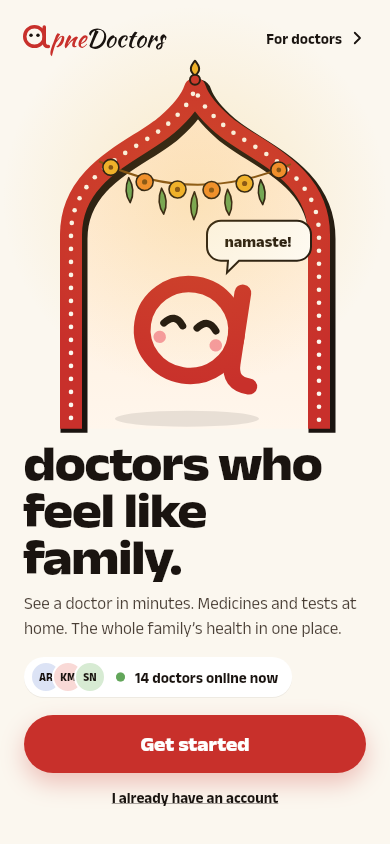 apneDoctors
For doctors
namaste!
doctors who
feel like
family.
See a doctor in minutes. Medicines and tests at
home. The whole family's health in one place.
AR KM SN 14 doctors online now
Get started
I already have an account